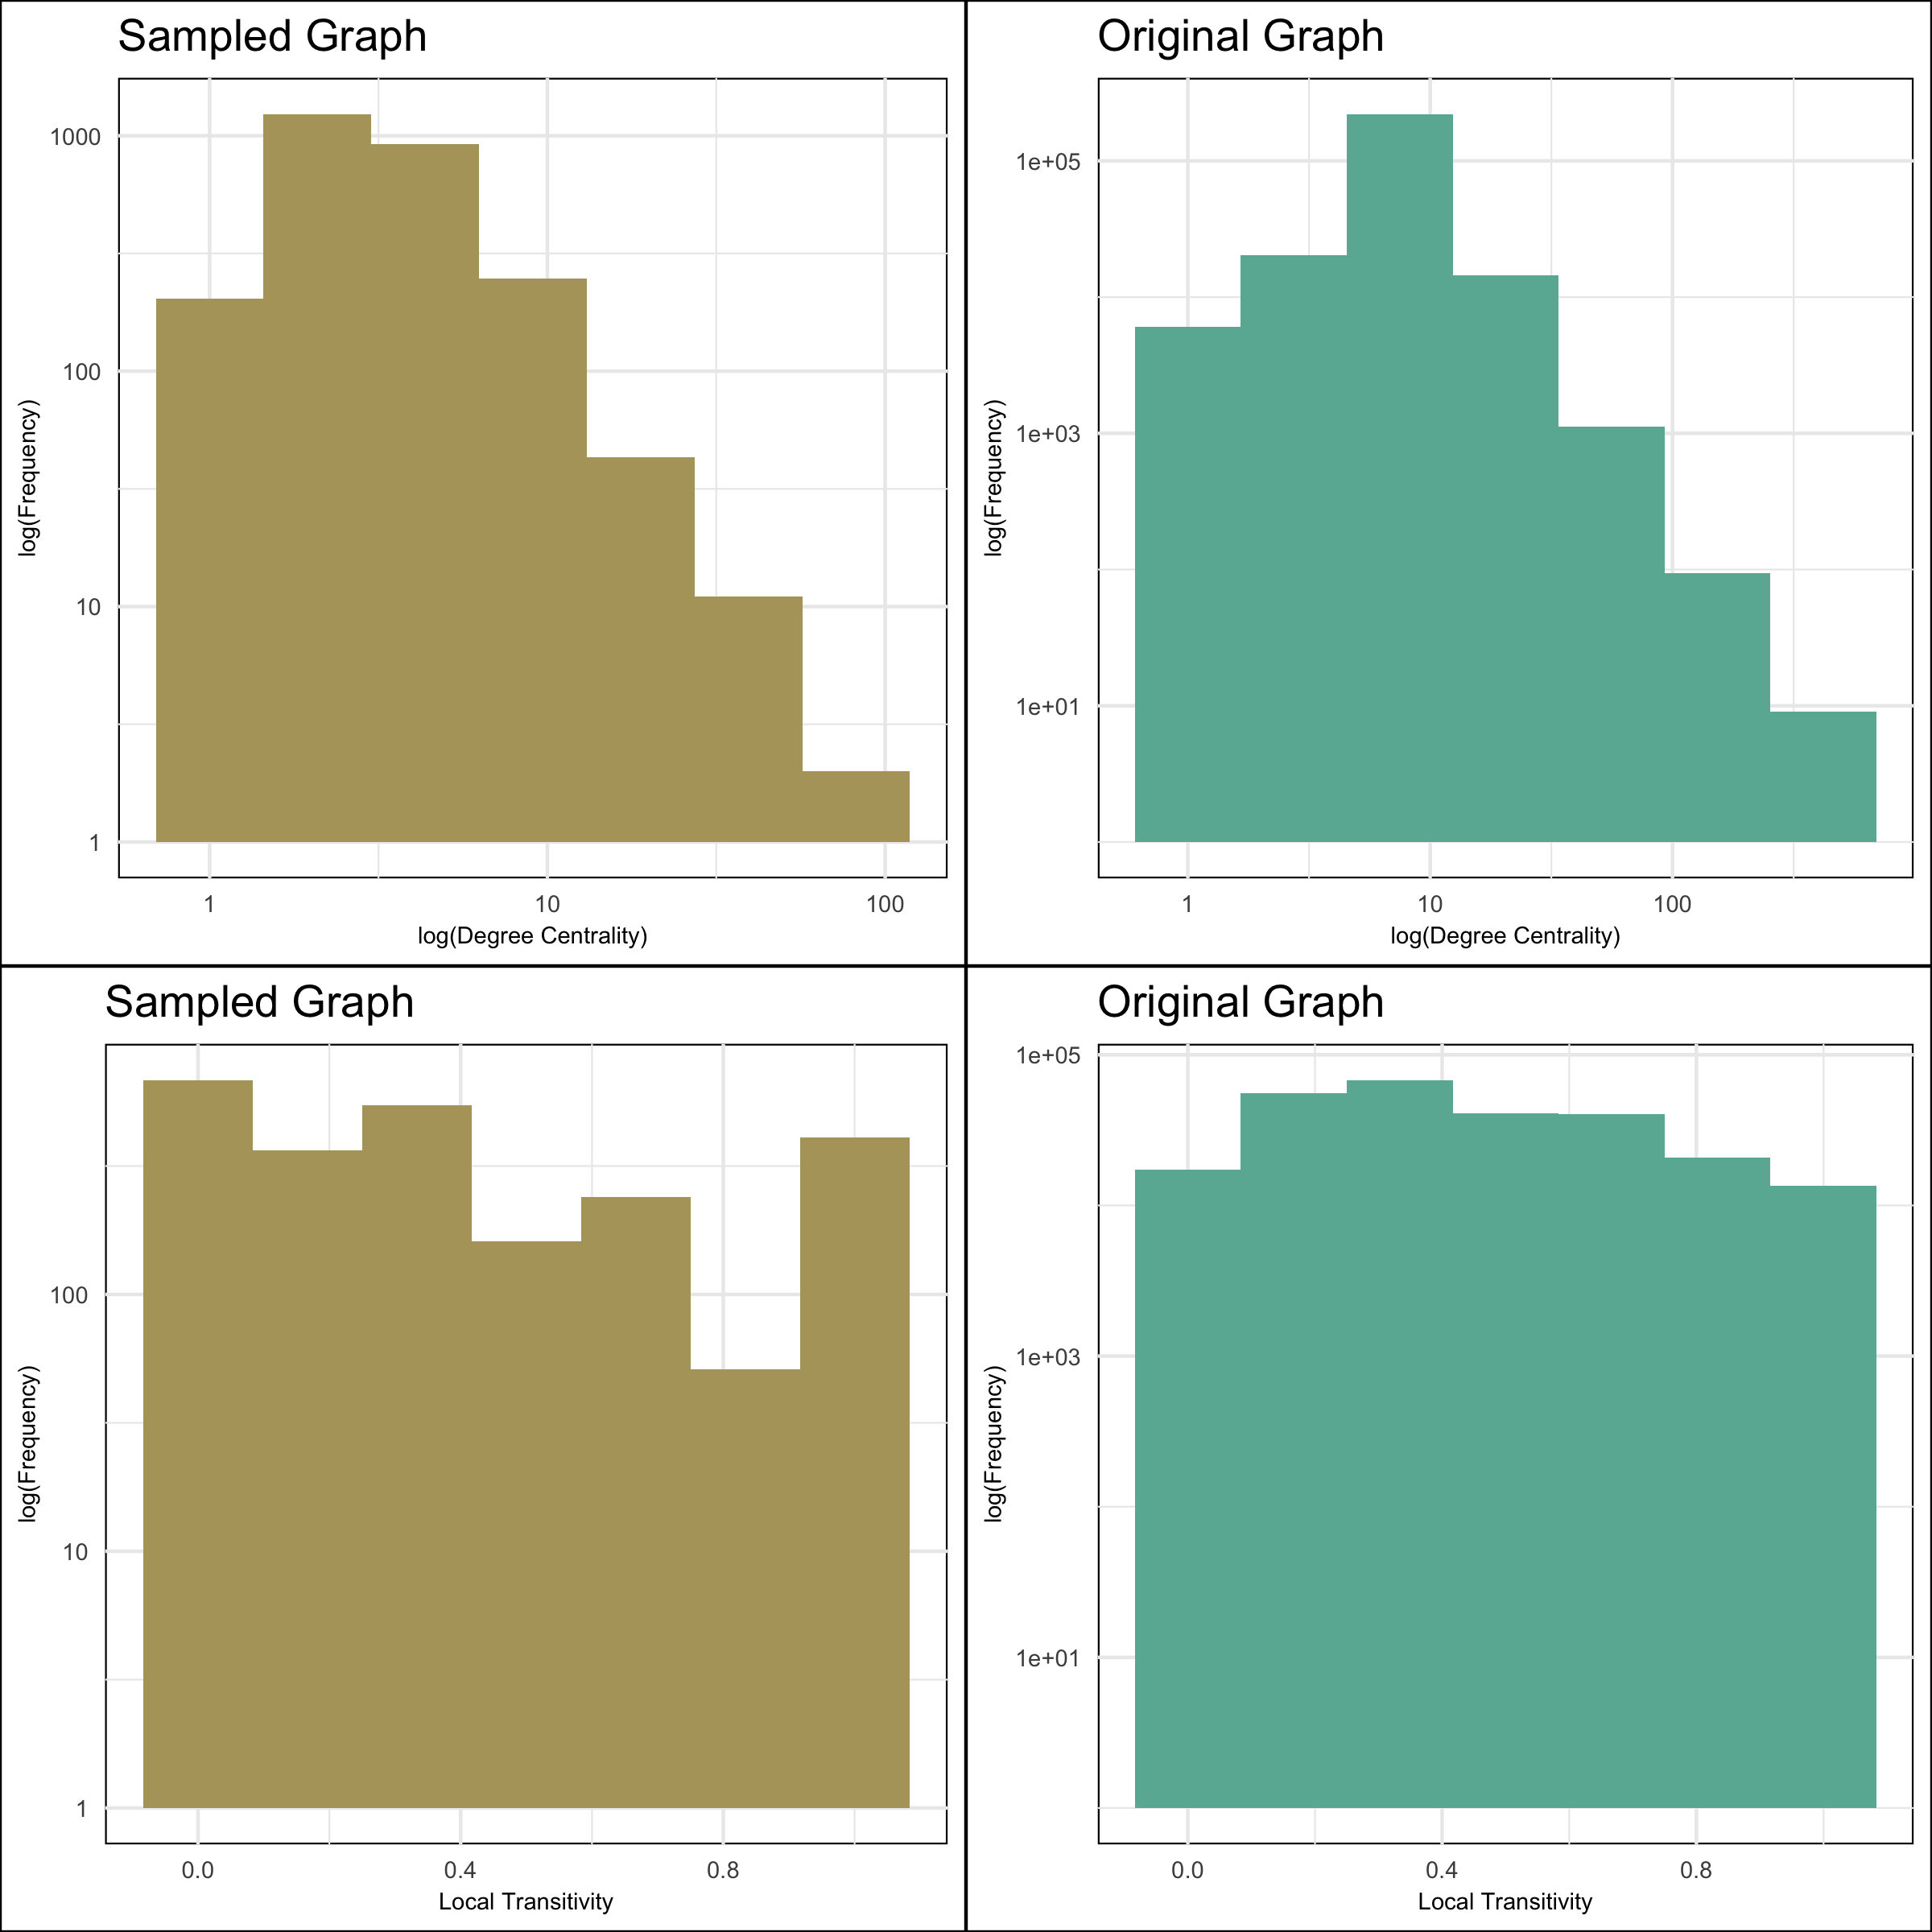 Sampled Graph
1000
100
10
1
log(Frequency)
1 10 100
log(Degree Centrality)
Original Graph
1e+05
1e+03
1e+01
log(Frequency)
1 10 100
log(Degree Centrality)
Sampled Graph
100
10
1
log(Frequency)
0.0 0.4 0.8
Local Transitivity
Original Graph
1e+05
1e+03
1e+01
log(Frequency)
0.0 0.4 0.8
Local Transitivity